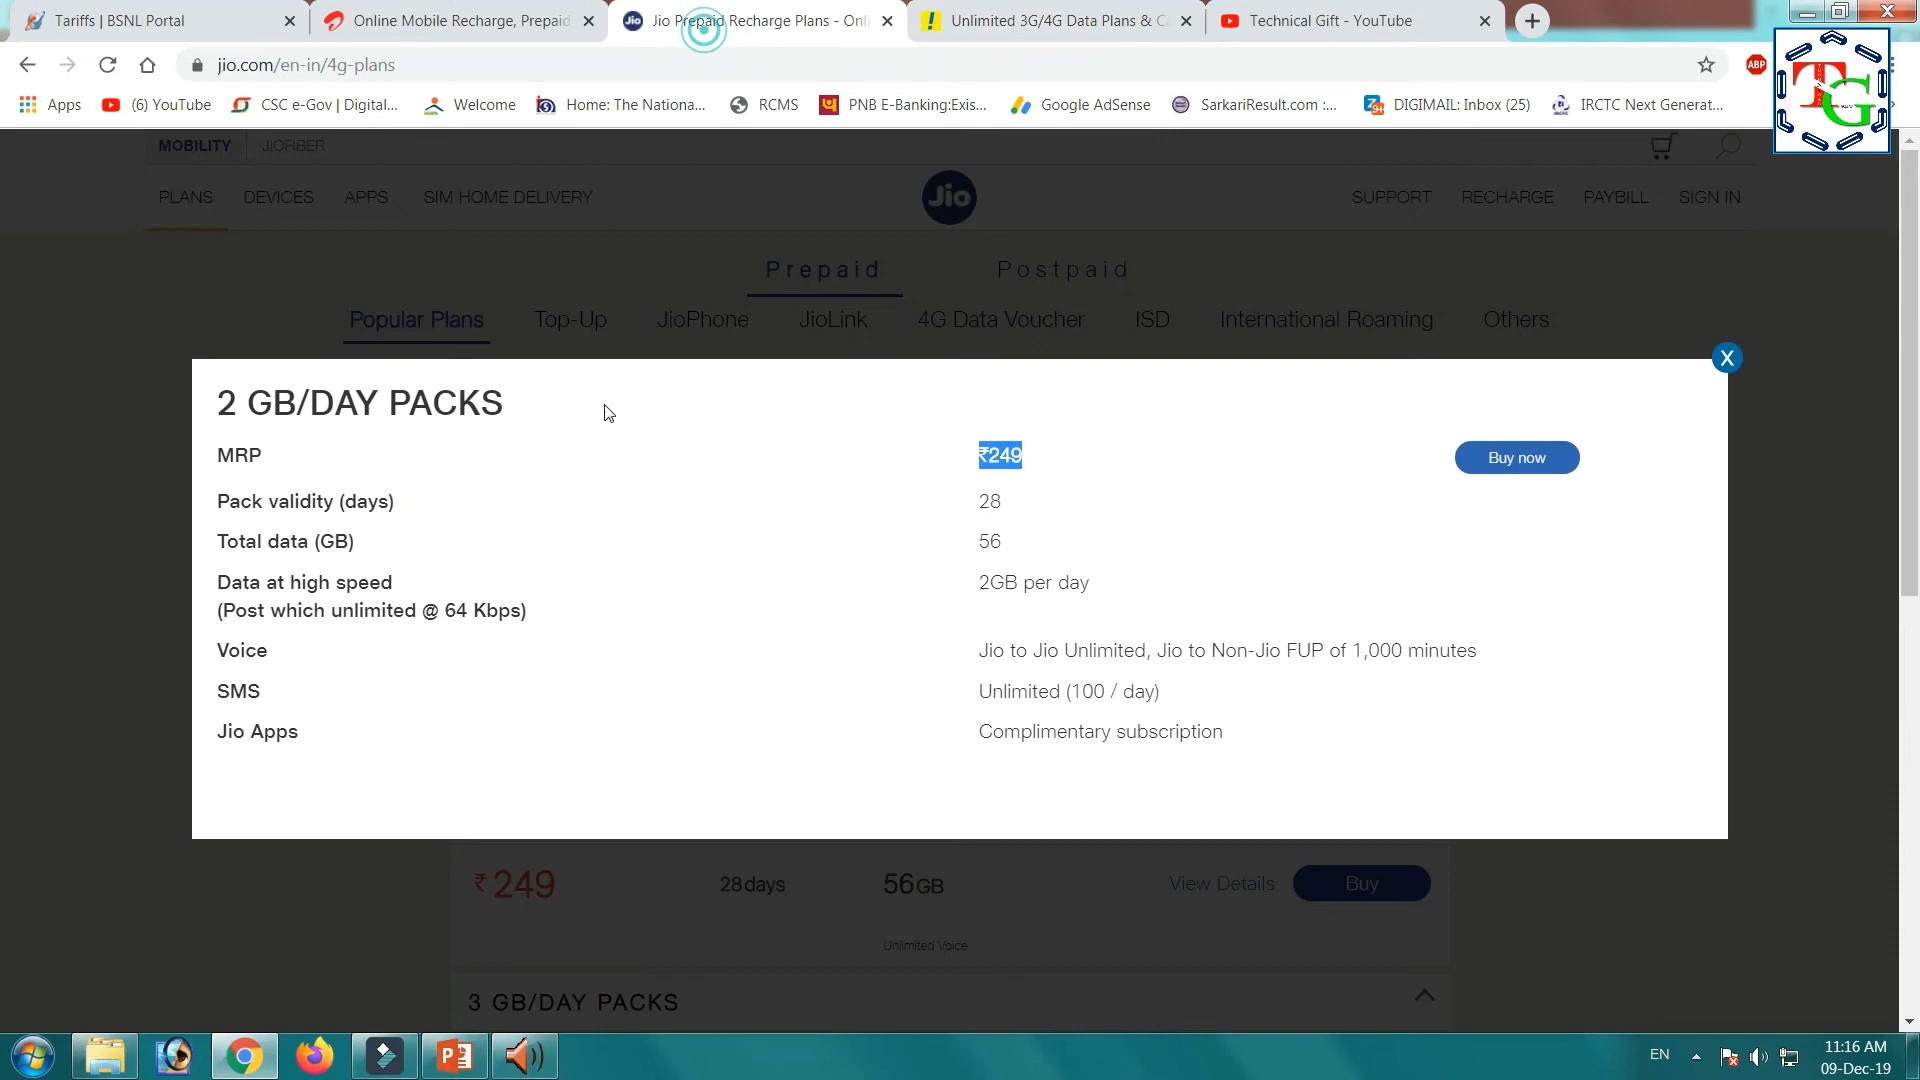 Tariffs | BSNL Portal
Online Mobile Recharge, Prepaid
Jio Prepaid Recharge Plans - Onli
Unlimited 3G/4G Data Plans & C
Technical Gift - YouTube
jio.com/en-in/4g-plans
ABP
Apps
(6) YouTube
CSC e-Gov | Digital...
Welcome
Home: The Nationa...
RCMS
PNB E-Banking:Exis...
Google AdSense
SarkariResult.com :...
DIGIMAIL: Inbox (25)
IRCTC Next Generat...
TG
MOBILITY
JIOFIBER
PLANS
DEVICES
APPS
SIM HOME DELIVERY
Jio
SUPPORT
RECHARGE
PAYBILL
SIGN IN
Prepaid
Postpaid
Popular Plans
Top-Up
JioPhone
JioLink
4G Data Voucher
ISD
International Roaming
Others
X
2 GB/DAY PACKS
MRP
₹249
Buy now
Pack validity (days)
28
Total data (GB)
56
Data at high speed
(Post which unlimited @ 64 Kbps)
2GB per day
Voice
Jio to Jio Unlimited, Jio to Non-Jio FUP of 1,000 minutes
SMS
Unlimited (100 / day)
Jio Apps
Complimentary subscription
₹ 249
28 days
56 GB
View Details
Buy
Unlimited Voice
3 GB/DAY PACKS
EN
11:16 AM
09-Dec-19